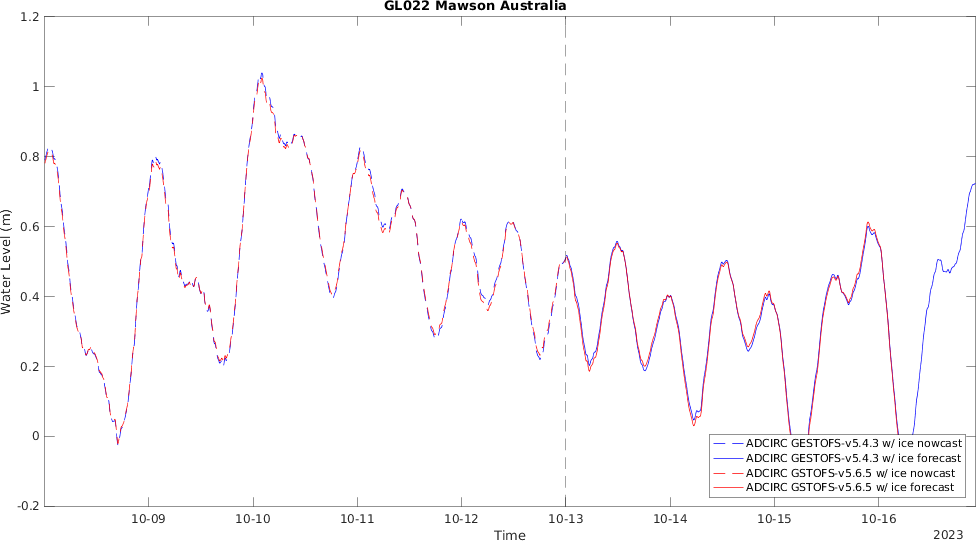 GL022 Mawson Australia
1.2
1
0.8
0.6
0.4
0.2
0
-0.2
Water Level (m)
10-09 10-10 10-11 10-12 10-13 10-14 10-15 10-16
Time
2023
ADCIRC GESTOFS-v5.4.3 w/ ice nowcast
ADCIRC GESTOFS-v5.4.3 w/ ice forecast
ADCIRC GSTOFS-v5.6.5 w/ ice nowcast
ADCIRC GSTOFS-v5.6.5 w/ ice forecast